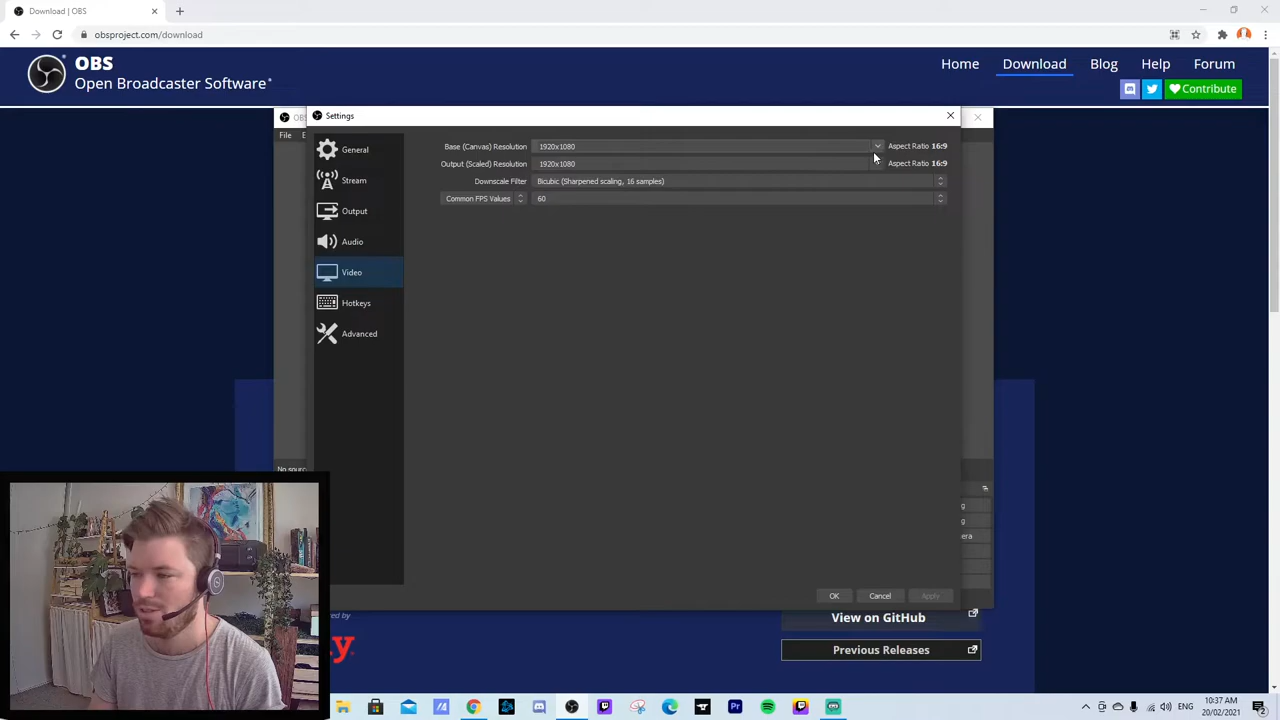 Download | OBS
obsproject.com/download
OBS
Open Broadcaster Software
Home Download Blog Help Forum
Contribute
Settings
File
General
Stream
Output
Audio
Video
Hotkeys
Advanced
Base (Canvas) Resolution 1920x1080 Aspect Ratio 16:9
Output (Scaled) Resolution 1920x1080 Aspect Ratio 16:9
Downscale Filter Bicubic (Sharpened scaling, 16 samples)
Common FPS Values 60
OK Cancel Apply
View on GitHub
Previous Releases
10:37 AM
20/02/2021